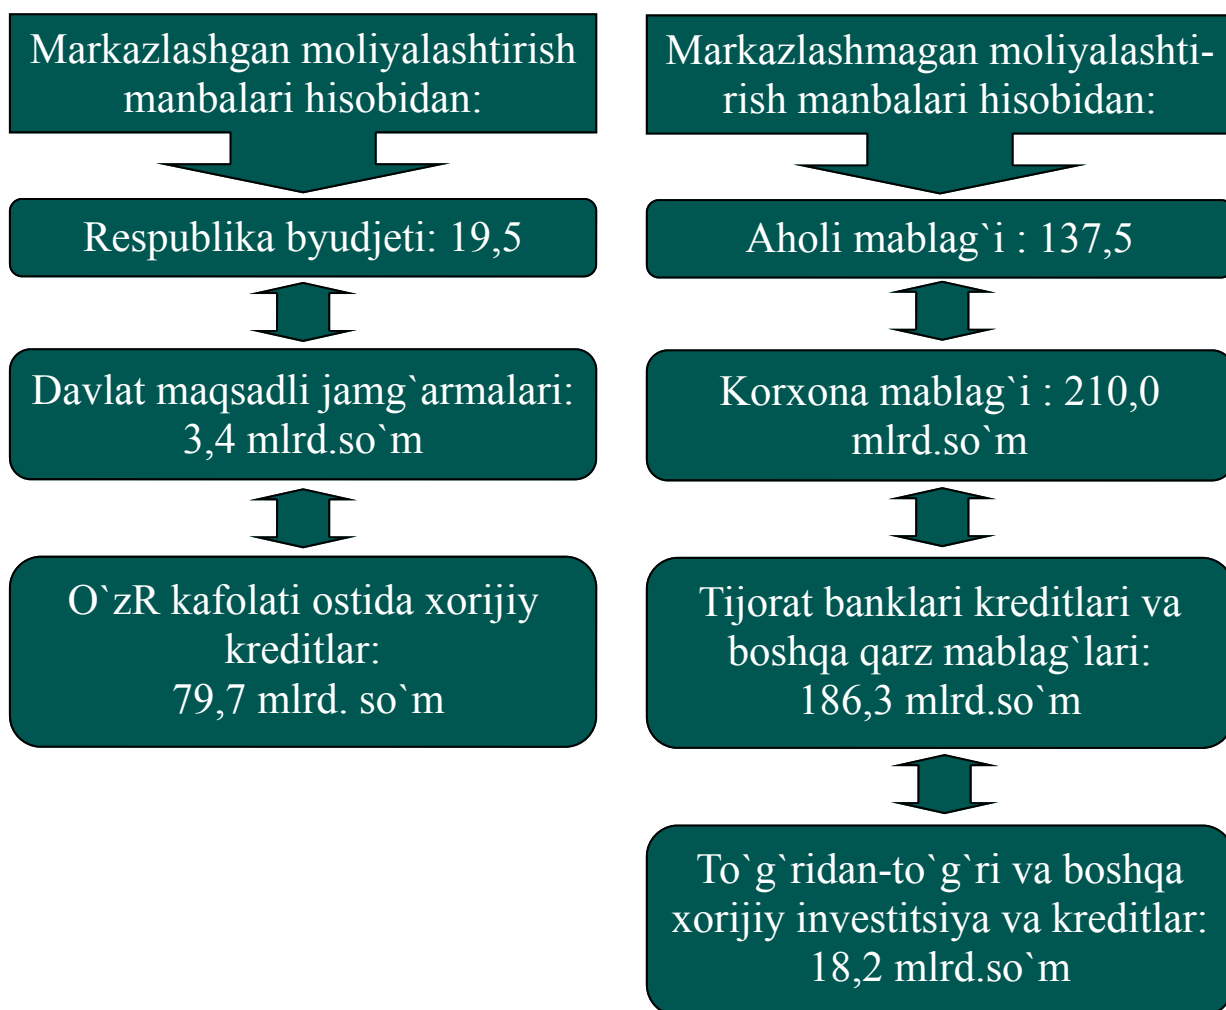 Markazlashgan moliyalashtirish
manbalari hisobidan:
Respublika byudjeti: 19,5
Davlat maqsadli jamg`armalari:
3,4 mlrd.so`m
O`zR kafolati ostida xorijiy
kreditlar:
79,7 mlrd. so`m
Markazlashmagan moliyalashti-
rish manbalari hisobidan:
Aholi mablag`i : 137,5
Korxona mablag`i : 210,0
mlrd.so`m
Tijorat banklari kreditlari va
boshqa qarz mablag`lari:
186,3 mlrd.so`m
To`g`ridan-to`g`ri va boshqa
xorijiy investitsiya va kreditlar:
18,2 mlrd.so`m